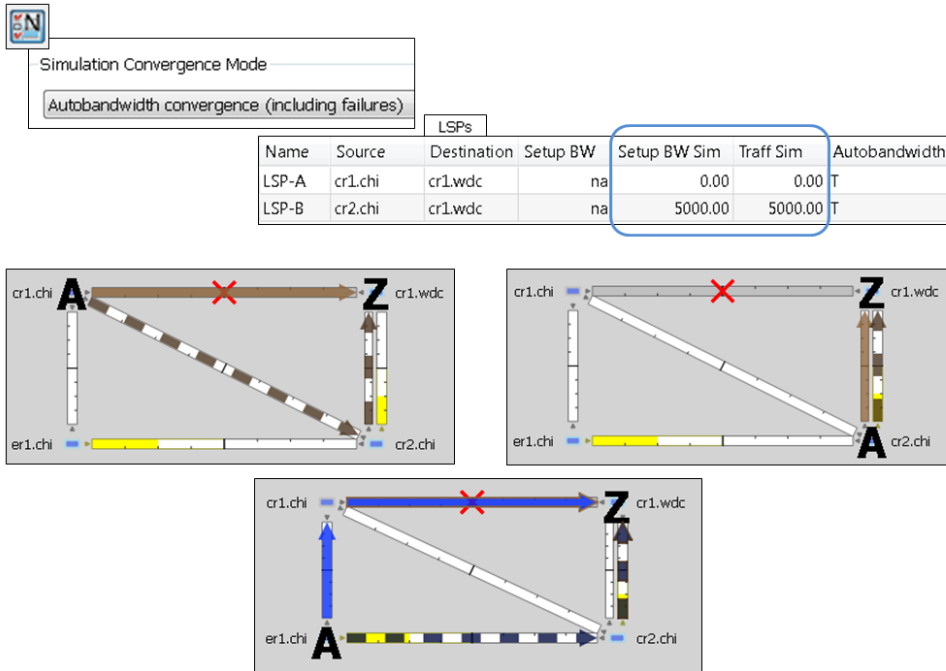 N
Simulation Convergence Mode
Autobandwidth convergence (including failures)
LSPs
Name Source Destination Setup BW Setup BW Sim Traff Sim Autobandwidth
LSP-A cr1.chi cr1.wdc na 0.00 0.00 T
LSP-B cr2.chi cr1.wdc na 5000.00 5000.00 T
cr1.chi A Z cr1.wdc
er1.chi cr2.chi
cr1.chi Z cr1.wdc
er1.chi A cr2.chi
cr1.chi Z cr1.wdc
er1.chi A cr2.chi